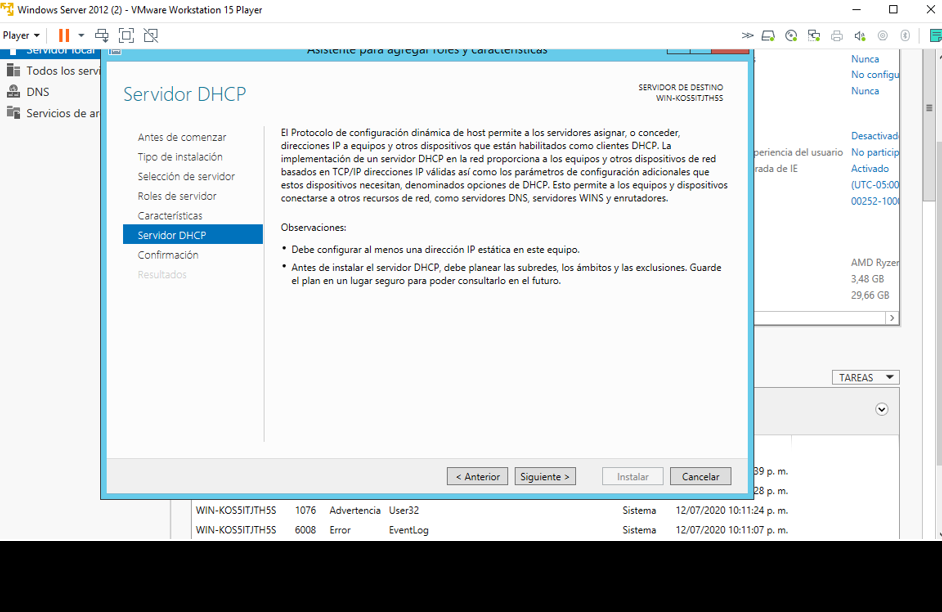 Windows Server 2012 (2) - VMware Workstation 15 Player
Player
Servidor local
Todos los servi
DNS
Servicios de ar
Asistente para agregar roles y características
Servidor DHCP
SERVIDOR DE DESTINO
WIN-KOS5ITJTH5S
Antes de comenzar
Tipo de instalación
Selección de servidor
Roles de servidor
Características
Servidor DHCP
Confirmación
Resultados
El Protocolo de configuración dinámica de host permite a los servidores asignar, o conceder,
direcciones IP a equipos y otros dispositivos que están habilitados como clientes DHCP. La
implementación de un servidor DHCP en la red proporciona a los equipos y otros dispositivos de red
basados en TCP/IP direcciones IP válidas así como los parámetros de configuración adicionales que
estos dispositivos necesitan, denominados opciones de DHCP. Esto permite a los equipos y dispositivos
conectarse a otros recursos de red, como servidores DNS, servidores WINS y enrutadores.
Observaciones:
• Debe configurar al menos una dirección IP estática en este equipo.
• Antes de instalar el servidor DHCP, debe planear las subredes, los ámbitos y las exclusiones. Guarde
el plan en un lugar seguro para poder consultarlo en el futuro.
< Anterior
Siguiente >
Instalar
Cancelar
Nunca
No configu
Nunca
Desactivad
periencia del usuario No particip
rada de IE Activado
(UTC-05:00
00252-100
AMD Ryzen
3,48 GB
29,66 GB
TAREAS
39 p. m.
28 p. m.
WIN-KOS5ITJTH5S 1076 Advertencia User32 Sistema 12/07/2020 10:11:24 p. m.
WIN-KOS5ITJTH5S 6008 Error EventLog Sistema 12/07/2020 10:11:07 p. m.